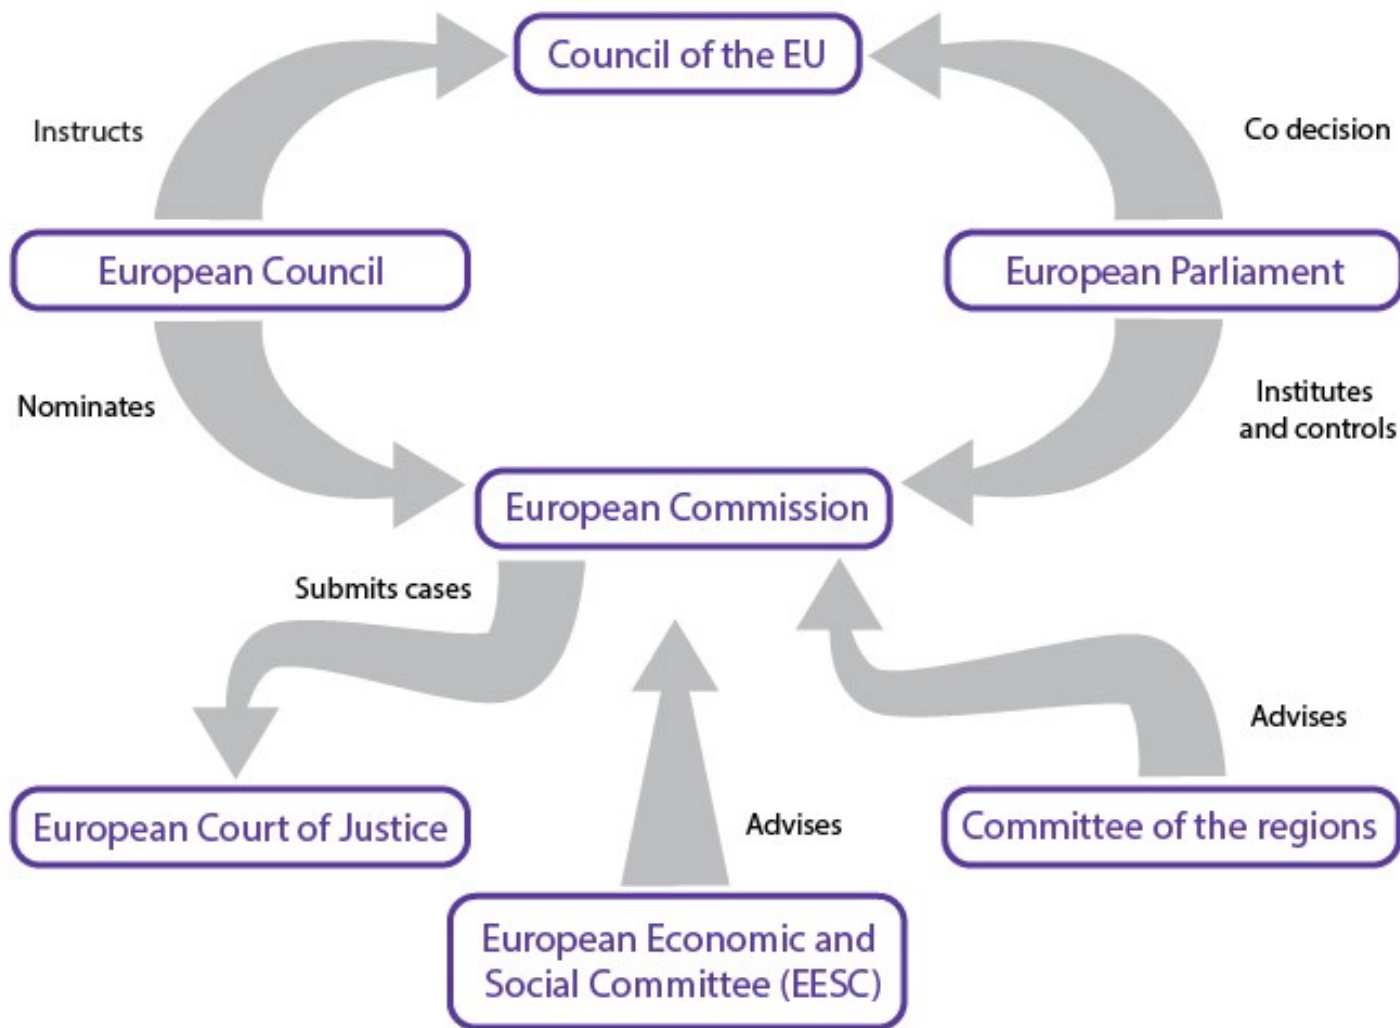 Council of the EU
Instructs
Co decision
European Council
European Parliament
Nominates
Institutes
and controls
European Commission
Submits cases
Advises
European Court of Justice
Advises
Committee of the regions
European Economic and
Social Committee (EESC)